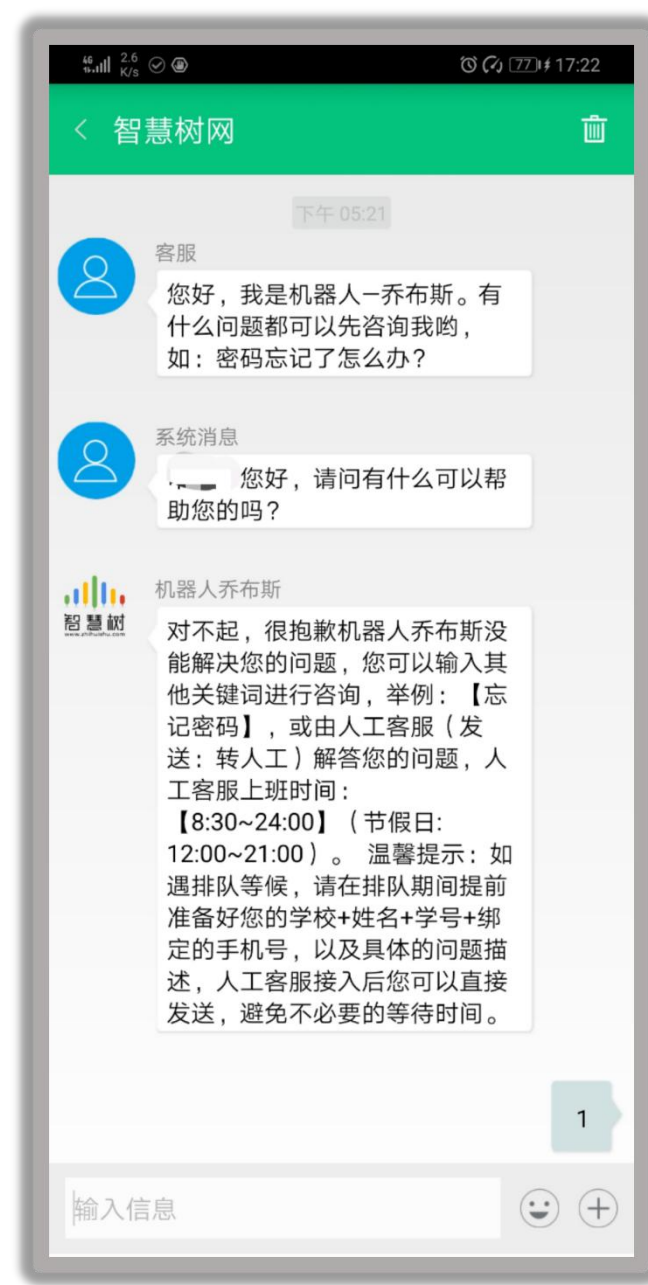 4G 2.6 K/s 77 17:22
智慧树网
下午 05:21
客服
您好，我是机器人—乔布斯。有
什么问题都可以先咨询我哟，
如：密码忘记了怎么办？
系统消息
您好，请问有什么可以帮
助您的吗？
机器人乔布斯
智慧树
www.zhihuishu.com
对不起，很抱歉机器人乔布斯没
能解决您的问题，您可以输入其
他关键词进行咨询，举例：【忘
记密码】，或由人工客服（发
送：转人工）解答您的问题，人
工客服上班时间：
【8:30~24:00】（节假日:
12:00~21:00）。 温馨提示：如
遇排队等候，请在排队期间提前
准备好您的学校+姓名+学号+绑
定的手机号，以及具体的问题描
述，人工客服接入后您可以直接
发送，避免不必要的等待时间。
1
输入信息